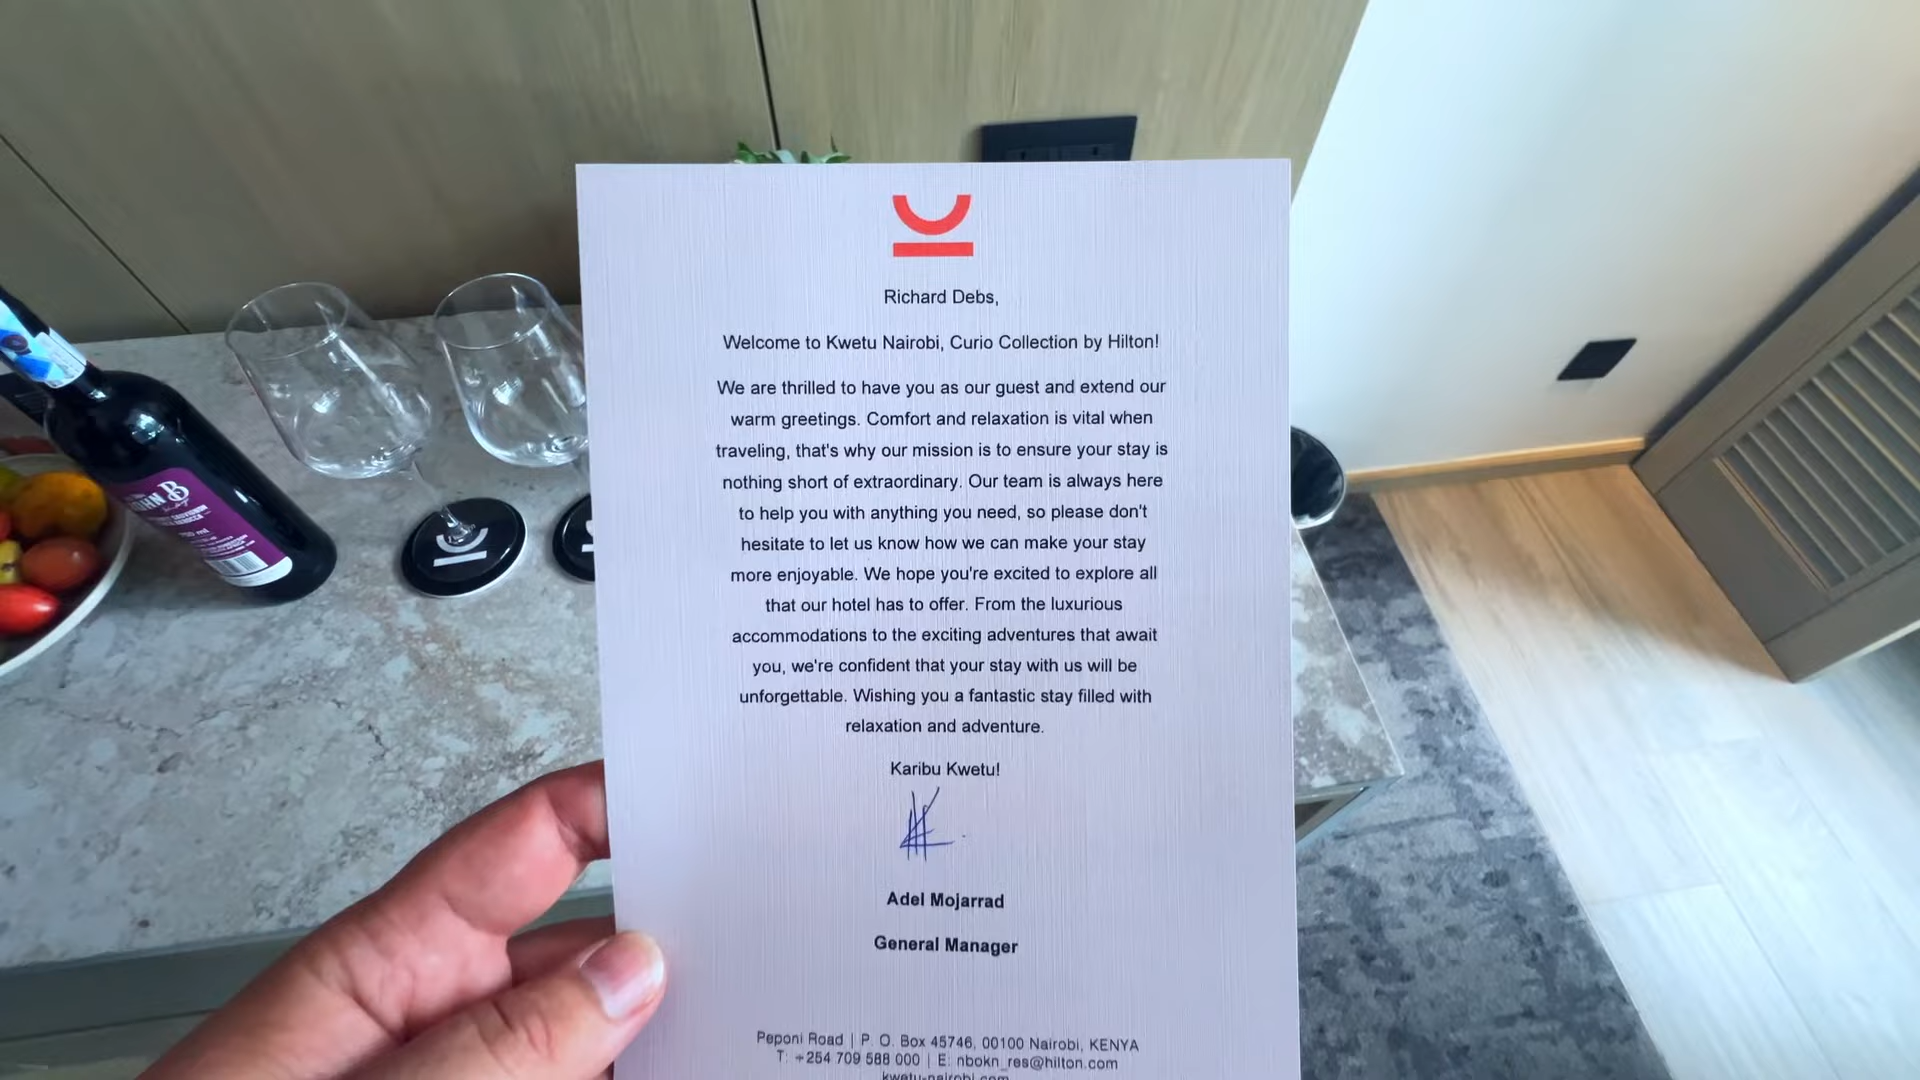 Richard Debs,
Welcome to Kwetu Nairobi, Curio Collection by Hilton!
We are thrilled to have you as our guest and extend our
warm greetings. Comfort and relaxation is vital when
traveling, that's why our mission is to ensure your stay is
nothing short of extraordinary. Our team is always here
to help you with anything you need, so please don't
hesitate to let us know how we can make your stay
more enjoyable. We hope you're excited to explore all
that our hotel has to offer. From the luxurious
accommodations to the exciting adventures that await
you, we're confident that your stay with us will be
unforgettable. Wishing you a fantastic stay filled with
relaxation and adventure.
Karibu Kwetu!
Adel Mojarrad
General Manager
Peponi Road | P. O. Box 45746, 00100 Nairobi, KENYA
T: +254 709 588 000 | E: nbokn_res@hilton.com
kwetu-nairobi.com
750 ml